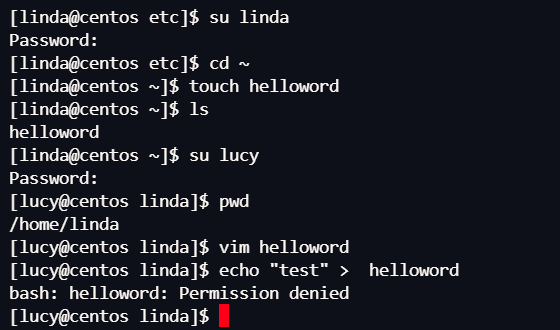 [linda@centos etc]$ su linda
Password:
[linda@centos etc]$ cd ~
[linda@centos ~]$ touch helloword
[linda@centos ~]$ ls
helloword
[linda@centos ~]$ su lucy
Password:
[lucy@centos linda]$ pwd
/home/linda
[lucy@centos linda]$ vim helloword
[lucy@centos linda]$ echo "test" >  helloword
bash: helloword: Permission denied
[lucy@centos linda]$